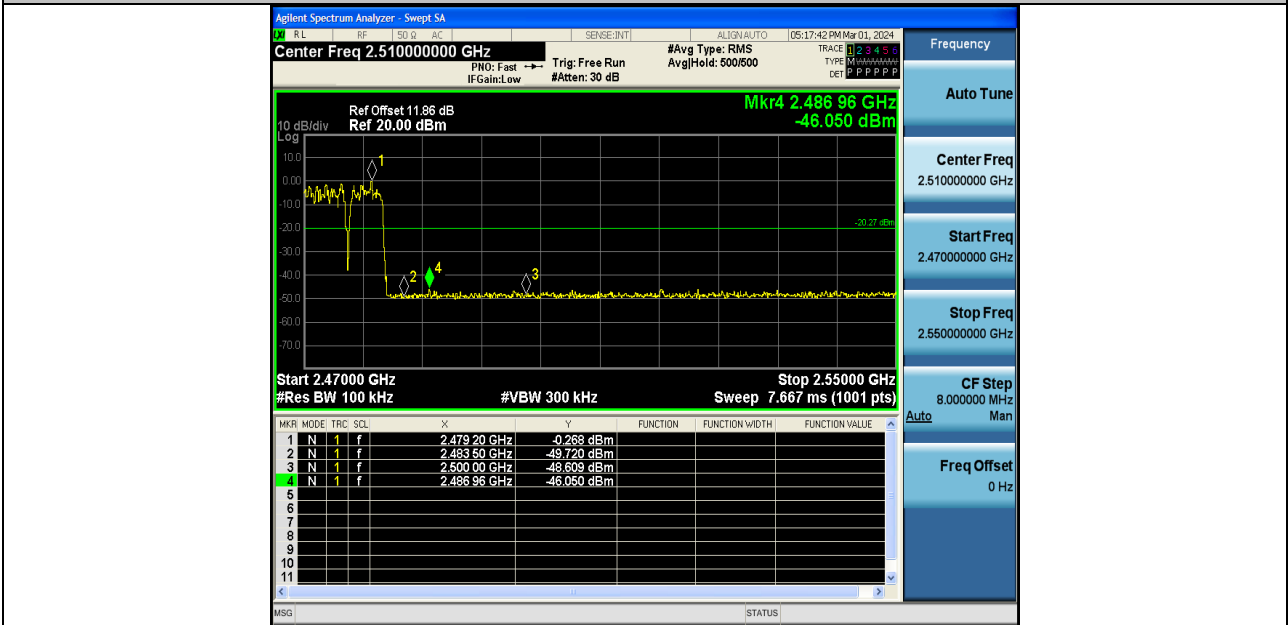 Agilent Spectrum Analyzer - Swept SA
RL RF 50 Ω AC SENSE:INT ALIGNAUTO 05:17:42 PM Mar 01, 2024
Center Freq 2.510000000 GHz
PNO: Fast
IFGain:Low
Trig: Free Run
#Atten: 30 dB
#Avg Type: RMS
Avg|Hold: 500/500
TRACE 1 2 3 4 5 6
TYPE M
DET P P P P P P
Mkr4 2.486 96 GHz
-46.050 dBm
Ref Offset 11.86 dB
10 dB/div Ref 20.00 dBm
Log
10.0
0.00
-10.0
-20.0
-30.0
-40.0
-50.0
-60.0
-70.0
1
2
4
3
-20.27 dBm
Start 2.47000 GHz Stop 2.55000 GHz
#Res BW 100 kHz #VBW 300 kHz Sweep 7.667 ms (1001 pts)
MKR MODE TRC SCL X Y FUNCTION FUNCTION WIDTH FUNCTION VALUE
1 N 1 f 2.479 20 GHz -0.268 dBm
2 N 1 f 2.483 50 GHz -49.720 dBm
3 N 1 f 2.500 00 GHz -48.609 dBm
4 N 1 f 2.486 96 GHz -46.050 dBm
5
6
7
8
9
10
11
MSG STATUS
Frequency
Auto Tune
Center Freq
2.510000000 GHz
Start Freq
2.470000000 GHz
Stop Freq
2.550000000 GHz
CF Step
8.000000 MHz
Auto Man
Freq Offset
0 Hz